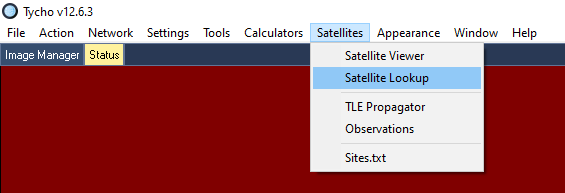 Tycho v12.6.3
File Action Network Settings Tools Calculators Satellites Appearance Window Help
Image Manager Status
Satellite Viewer
Satellite Lookup
TLE Propagator
Observations
Sites.txt